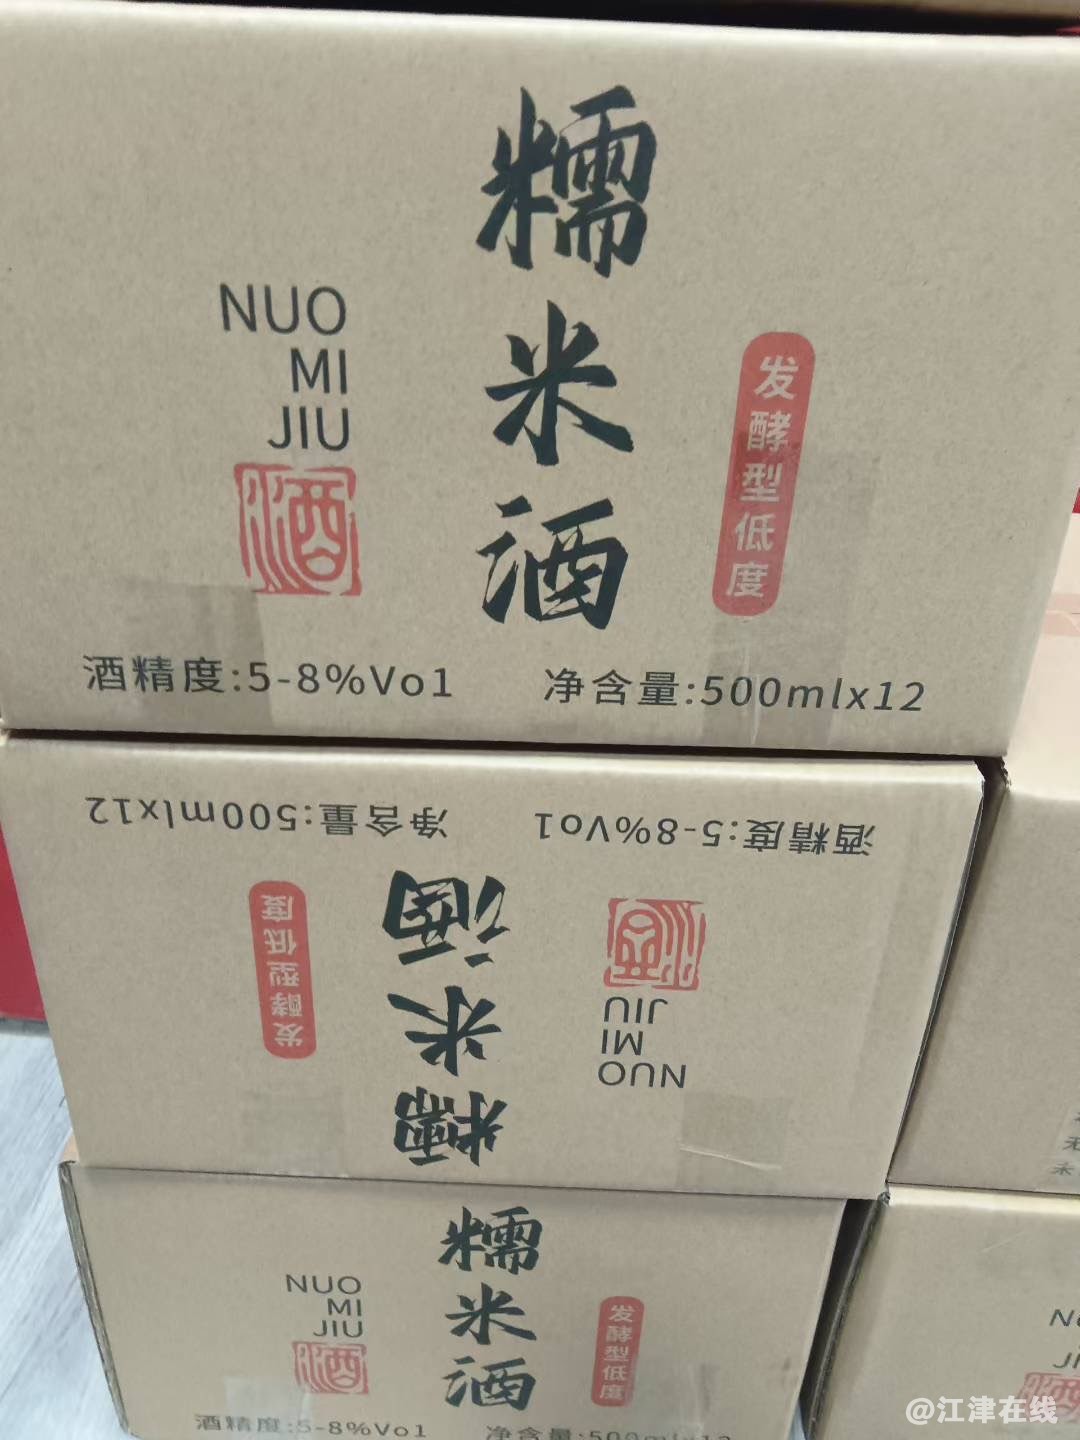 糯米酒
NUO
MI
JIU
酒
发酵型低度
酒精度:5-8%Vo1
净含量:500mlx12
酒精度:5-8%Vo1
净含量:500mlx12
糯米酒
NUO
MI
JIU
酒
发酵型低度
糯米酒
NUO
MI
JIU
酒
发酵型低度
酒精度:5-8%Vo1
净含量:500mlx12
@江津在线